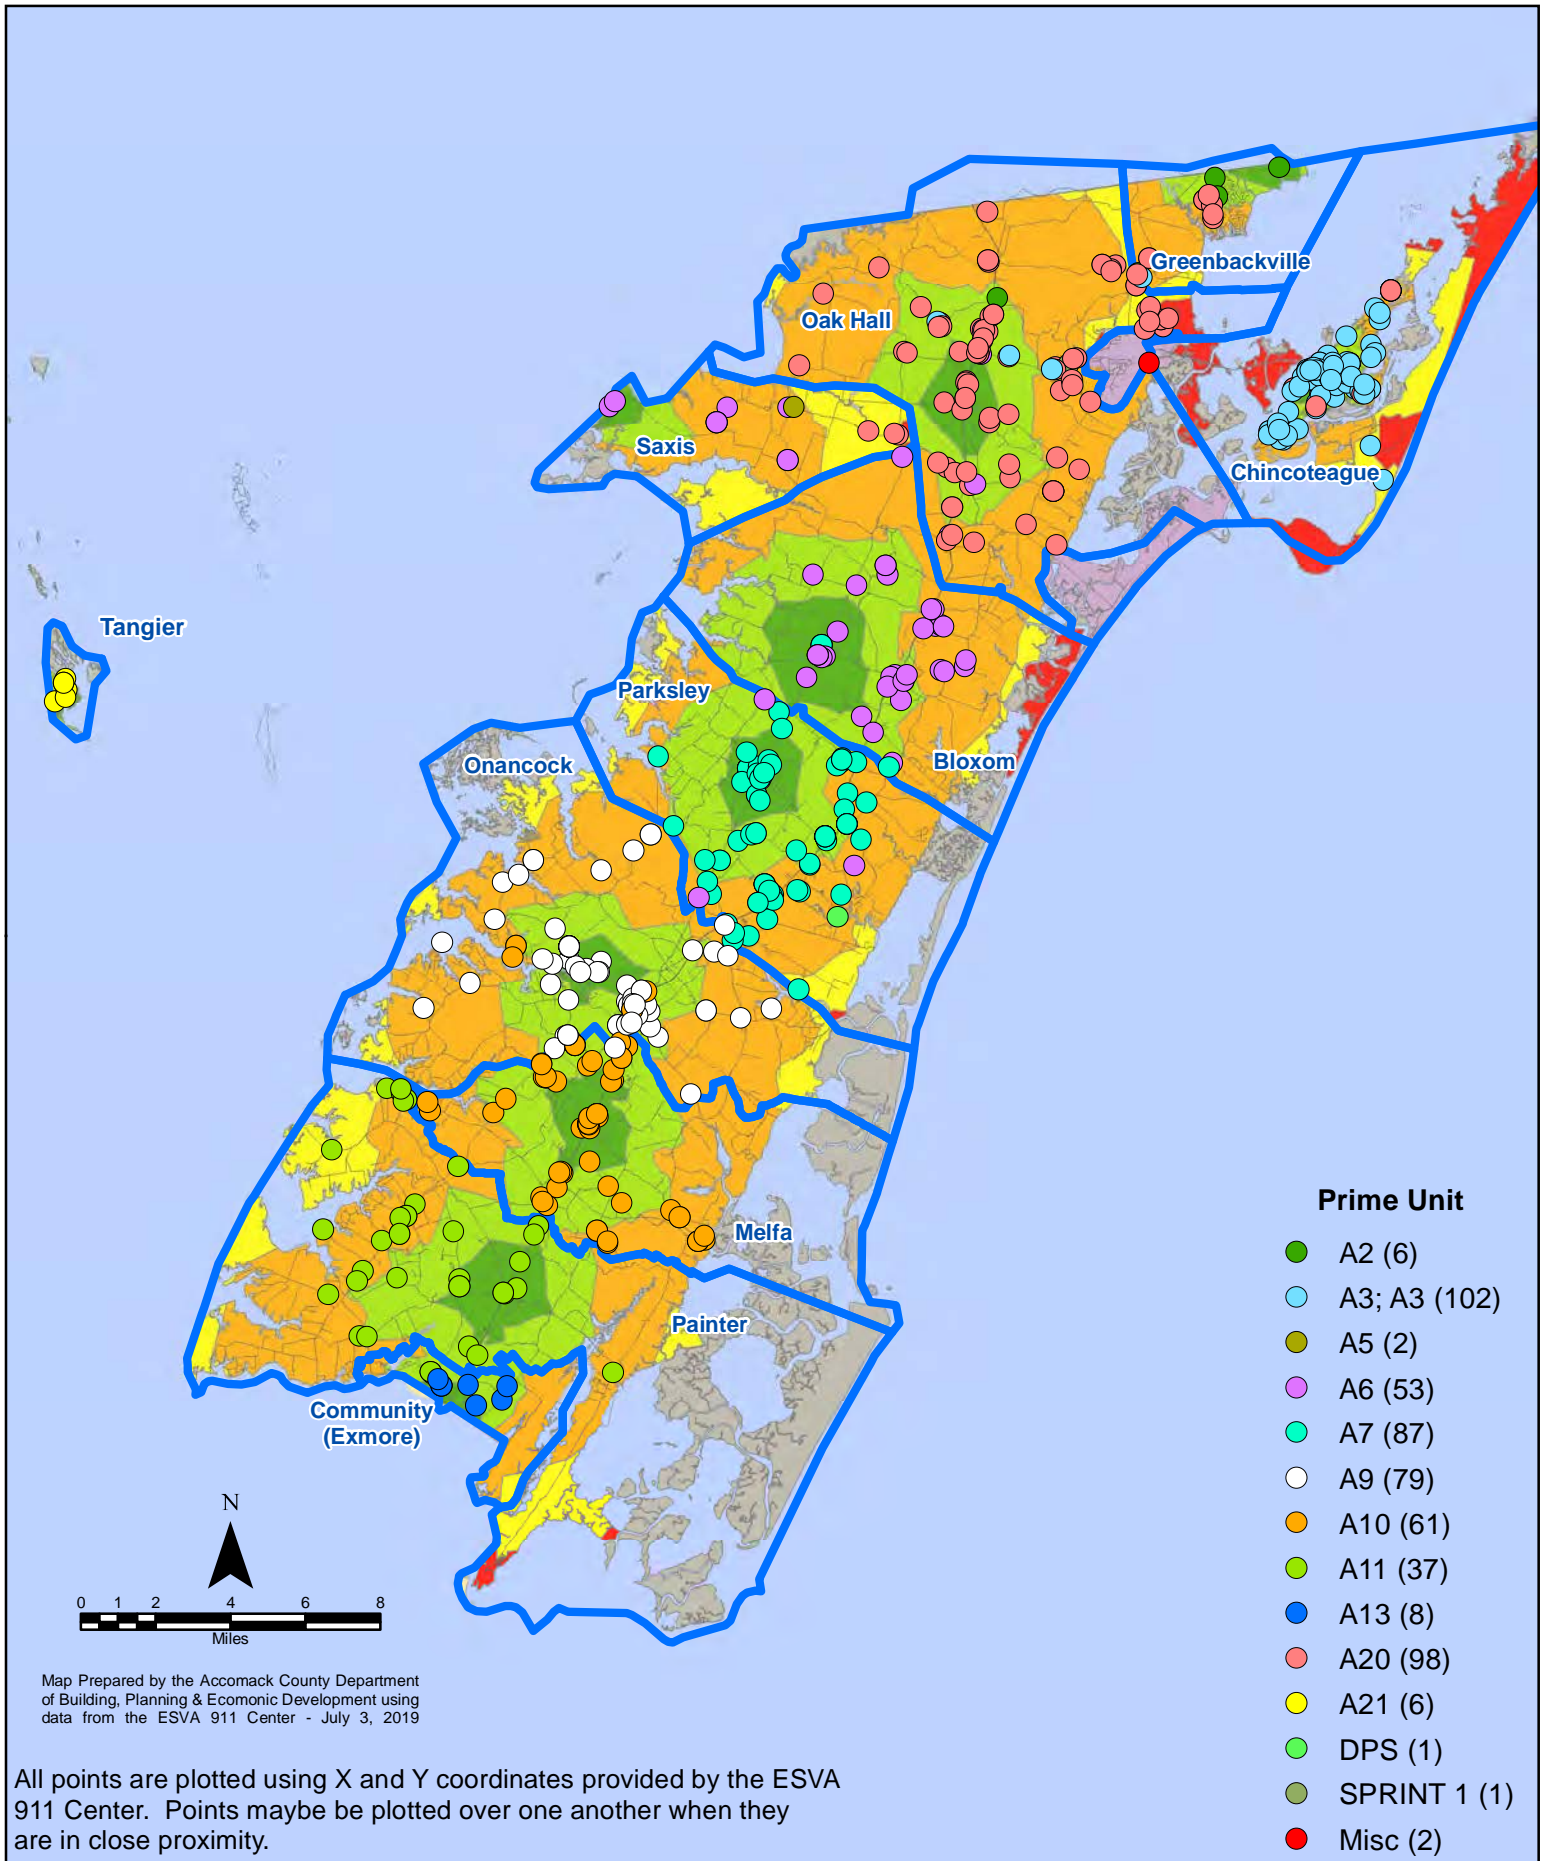 Greenbackville
Oak Hall
Saxis
Chincoteague
Tangier
Parksley
Onancock
Bloxom
Melfa
Painter
Community
(Exmore)
Prime Unit
A2 (6)
A3; A3 (102)
A5 (2)
A6 (53)
A7 (87)
A9 (79)
A10 (61)
A11 (37)
A13 (8)
A20 (98)
A21 (6)
DPS (1)
SPRINT 1 (1)
Misc (2)
N
0 1 2 4 6 8
Miles
Map Prepared by the Accomack County Department
of Building, Planning & Ecomonic Development using
data from the ESVA 911 Center - July 3, 2019
All points are plotted using X and Y coordinates provided by the ESVA
911 Center. Points maybe be plotted over one another when they
are in close proximity.